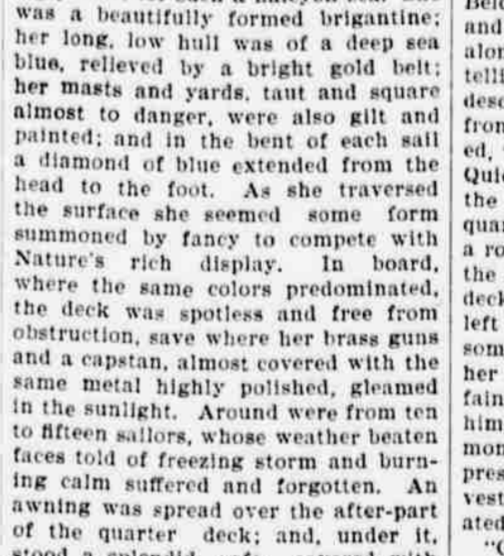 was a beautifully formed brigantine;
her long, low hull was of a deep sea
blue, relieved by a bright gold belt;
her masts and yards, taut and square
almost to danger, were also gilt and
painted; and in the bent of each sail
a diamond of blue extended from the
head to the foot. As she traversed
the surface she seemed some form
summoned by fancy to compete with
Nature's rich display. In board,
where the same colors predominated,
the deck was spotless and free from
obstruction, save where her brass guns
and a capstan, almost covered with the
same metal highly polished, gleamed
in the sunlight. Around were from ten
to fifteen sailors, whose weather beaten
faces told of freezing storm and burn-
ing calm suffered and forgotten. An
awning was spread over the after-part
of the quarter deck; and, under it,
stood a splendid
and
alon
telli
desc
from
ed,
Quic
the
quar
a ro
the
decl
left
som
her
fain
him
mon
pres
vest
ated